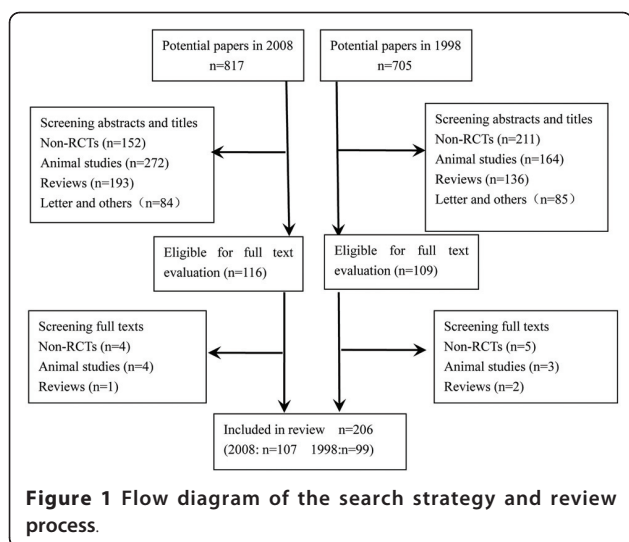 Potential papers in 2008
n=817
Potential papers in 1998
n=705
Screening abstracts and titles
Non-RCTs (n=152)
Animal studies (n=272)
Reviews (n=193)
Letter and others（n=84）
Screening abstracts and titles
Non-RCTs (n=211)
Animal studies (n=164)
Reviews (n=136)
Letter and others（n=85）
Eligible for full text
evaluation (n=116)
Eligible for full text
evaluation (n=109)
Screening full texts
Non-RCTs (n=4)
Animal studies (n=4)
Reviews (n=1)
Screening full texts
Non-RCTs (n=5)
Animal studies (n=3)
Reviews (n=2)
Included in review n=206
(2008: n=107 1998:n=99)
Figure 1 Flow diagram of the search strategy and review
process.